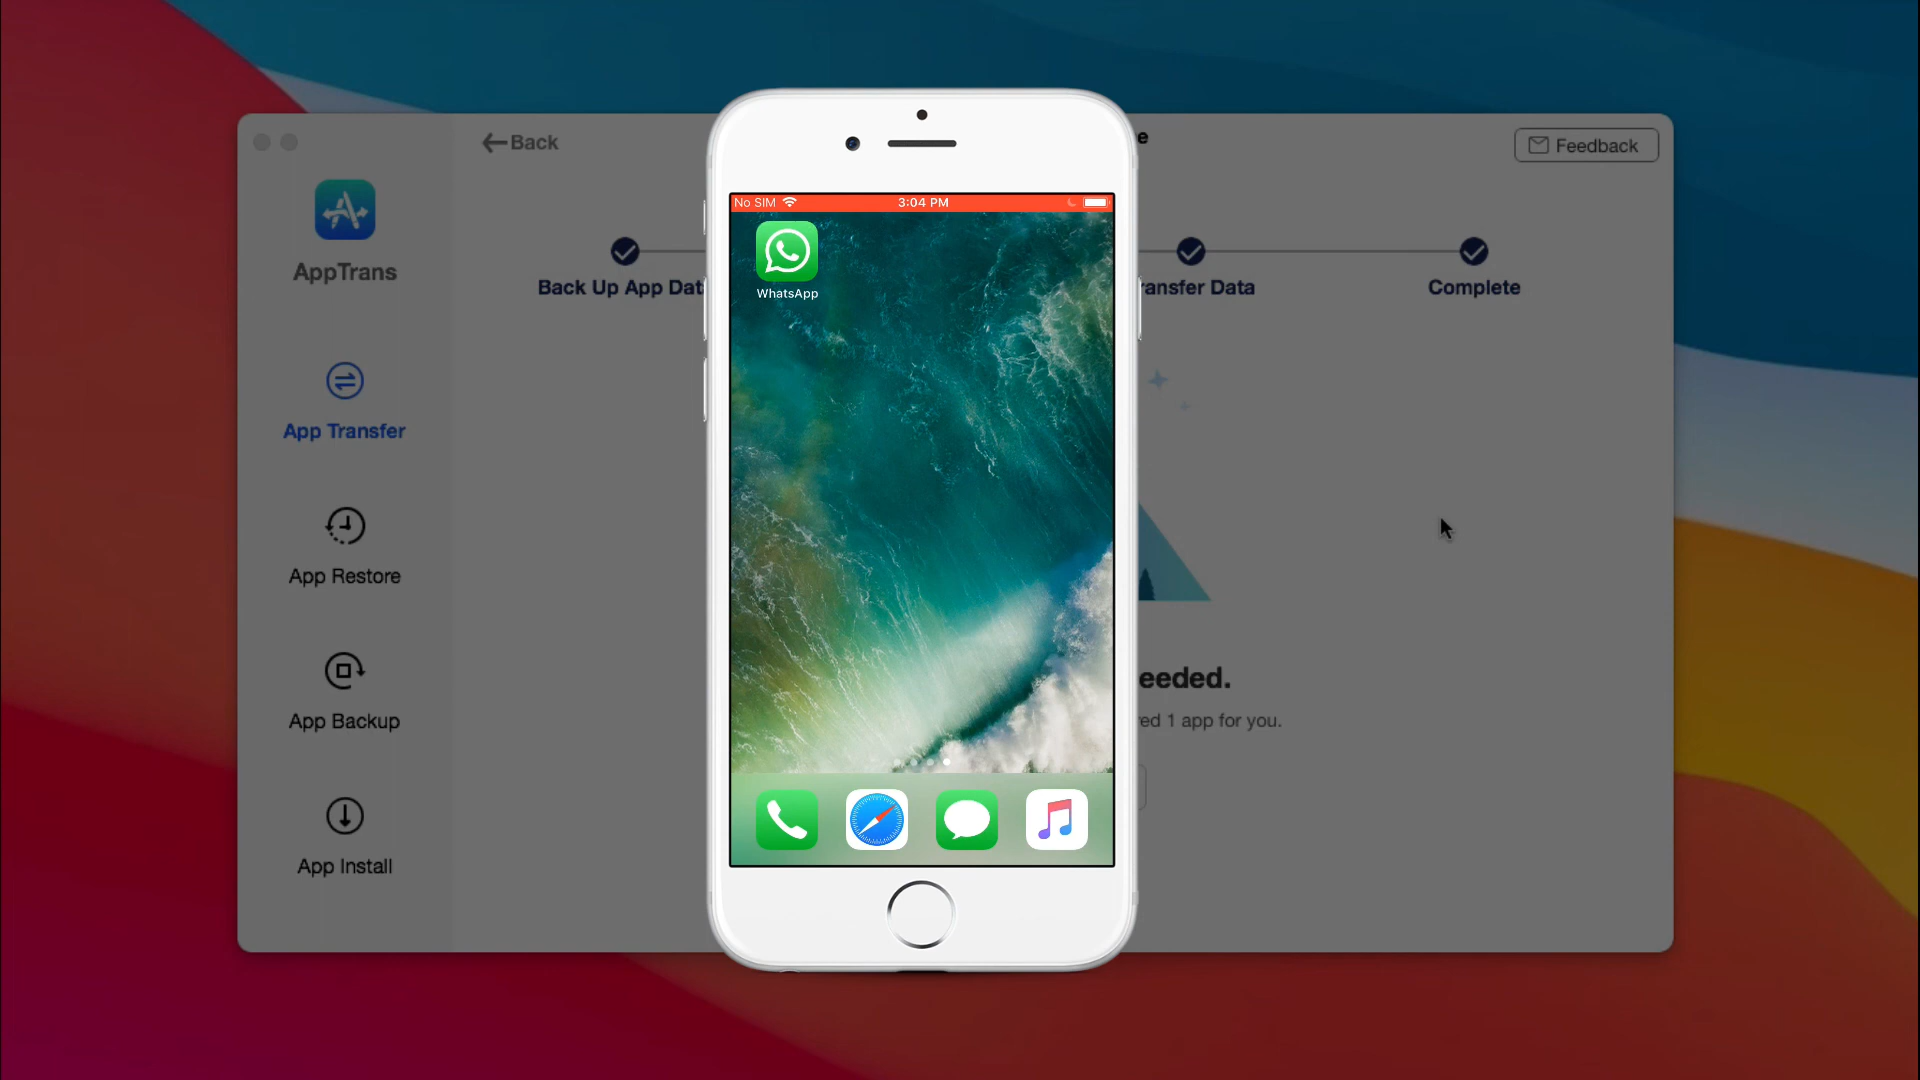 Back
e
Feedback
AppTrans
App Transfer
App Restore
App Backup
App Install
Back Up App Dat
ansfer Data
Complete
No SIM
3:04 PM
WhatsApp
eeded.
ed 1 app for you.